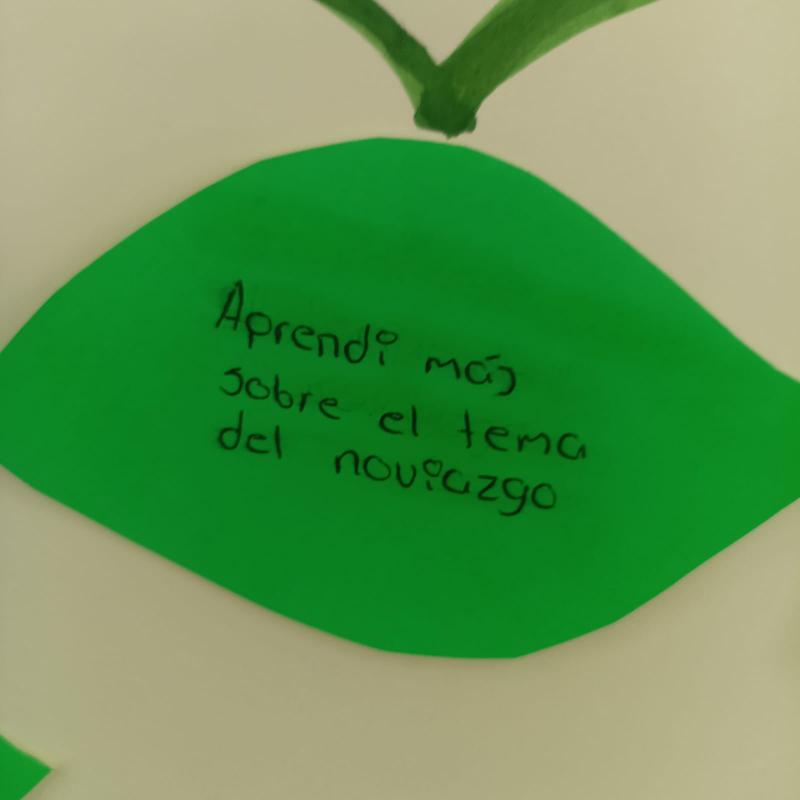 Aprendi más
sobre el tema
del noviazgo